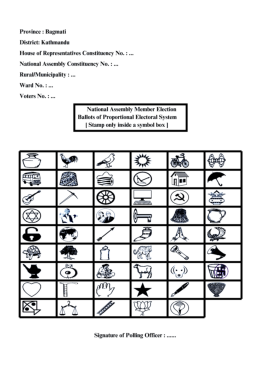 Province : Bagmati
District: Kathmandu
House of Representatives Constituency No. : ...
National Assembly Constituency No. : ...
Rural/Municipality : ...
Ward No. : ...
Voters No. : ...
National Assembly Member Election
Ballots of Proportional Electoral System
[ Stamp only inside a symbol box ]
Signature of Polling Officer : ......